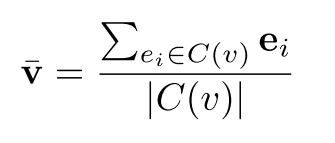 v̄ = ∑_{e_i∈C(v)} e_i / |C(v)|